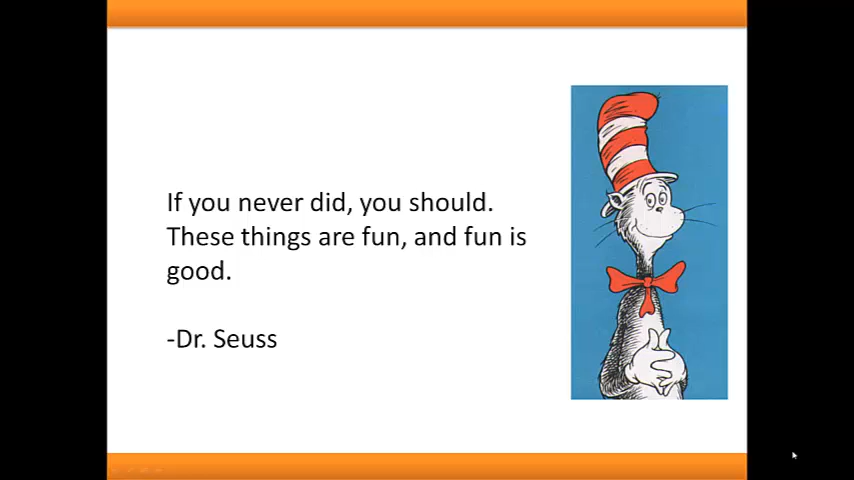 If you never did, you should.
These things are fun, and fun is
good.
-Dr. Seuss